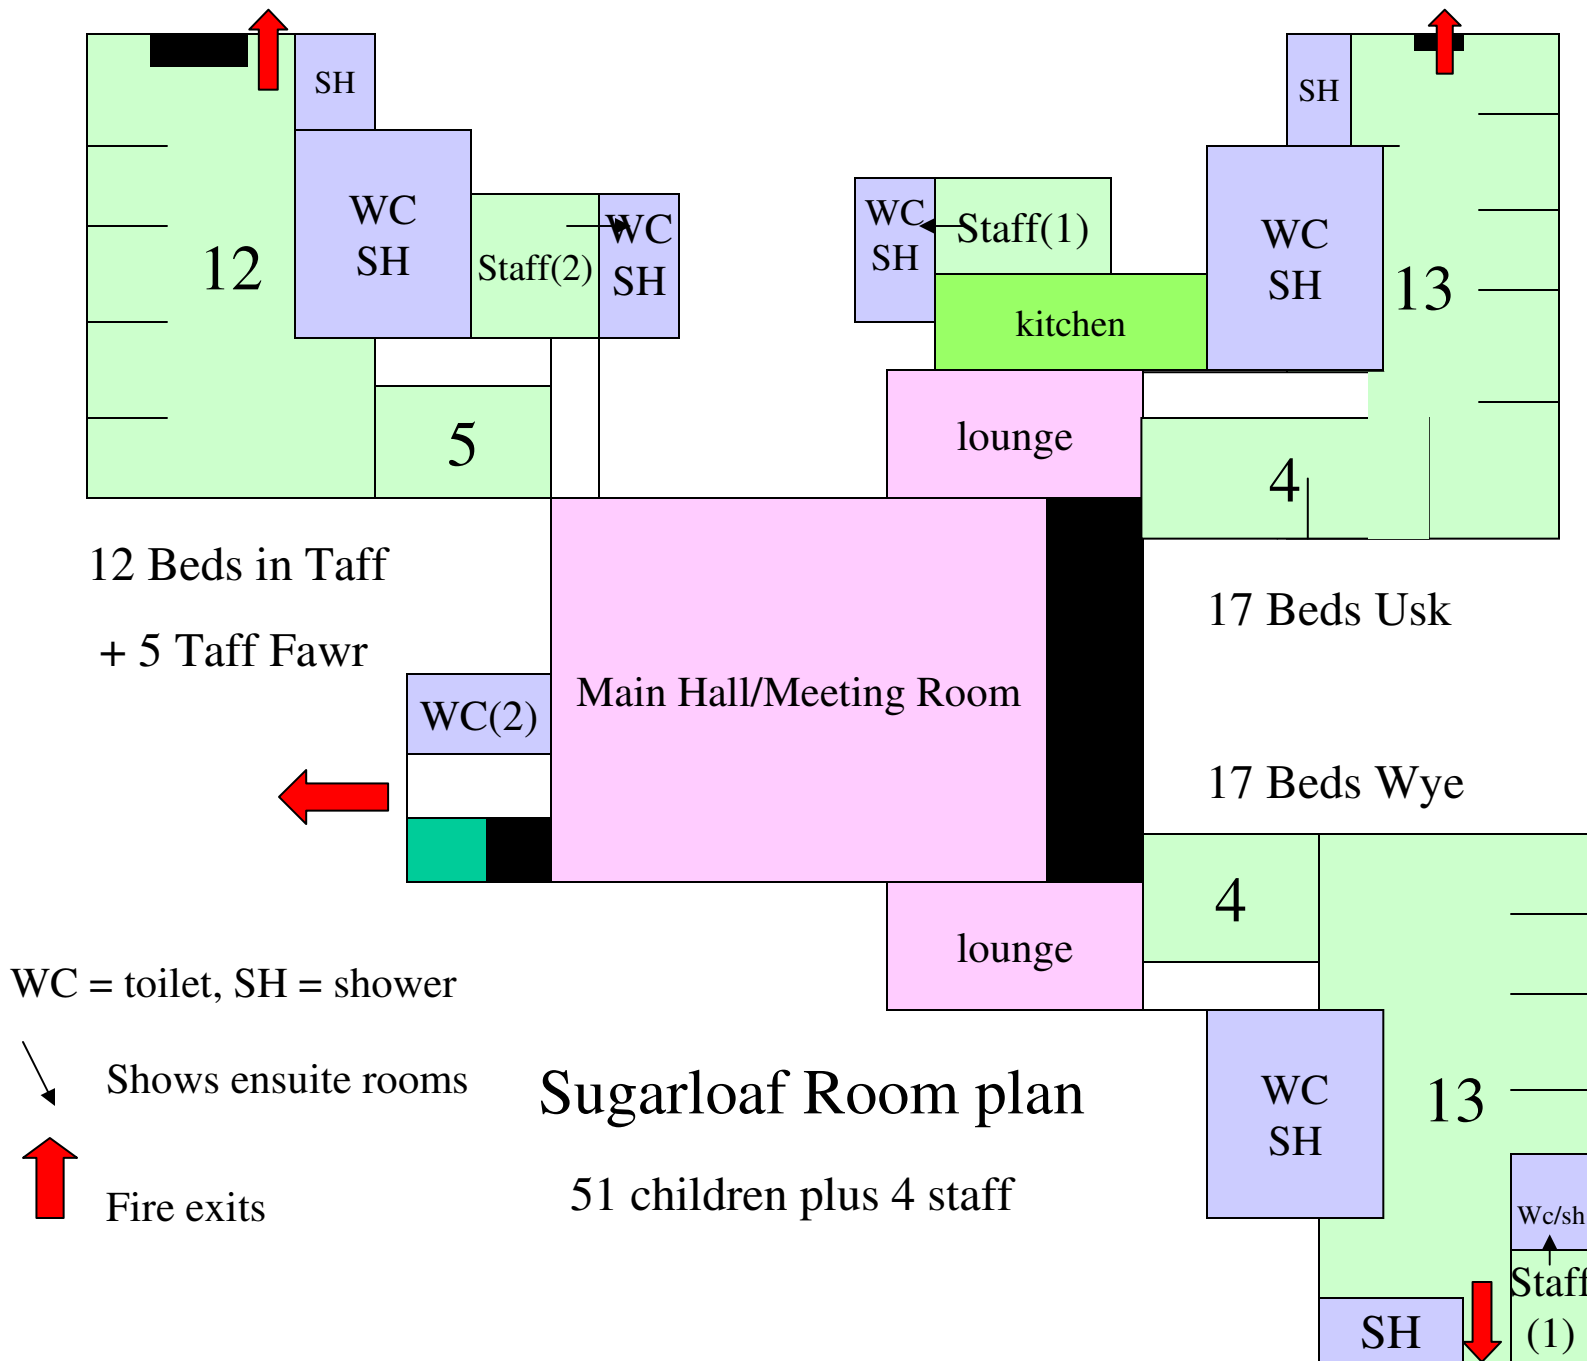 SH
SH
WC
SH
12
Staff(2)
WC
SH
WC
SH
Staff(1)
WC
SH
13
kitchen
5
lounge
4
12 Beds in Taff
+ 5 Taff Fawr
17 Beds Usk
WC(2)
Main Hall/Meeting Room
17 Beds Wye
4
lounge
WC = toilet, SH = shower
Shows ensuite rooms
Sugarloaf Room plan
WC
SH
13
51 children plus 4 staff
Fire exits
Wc/sh
Staff
(1)
SH